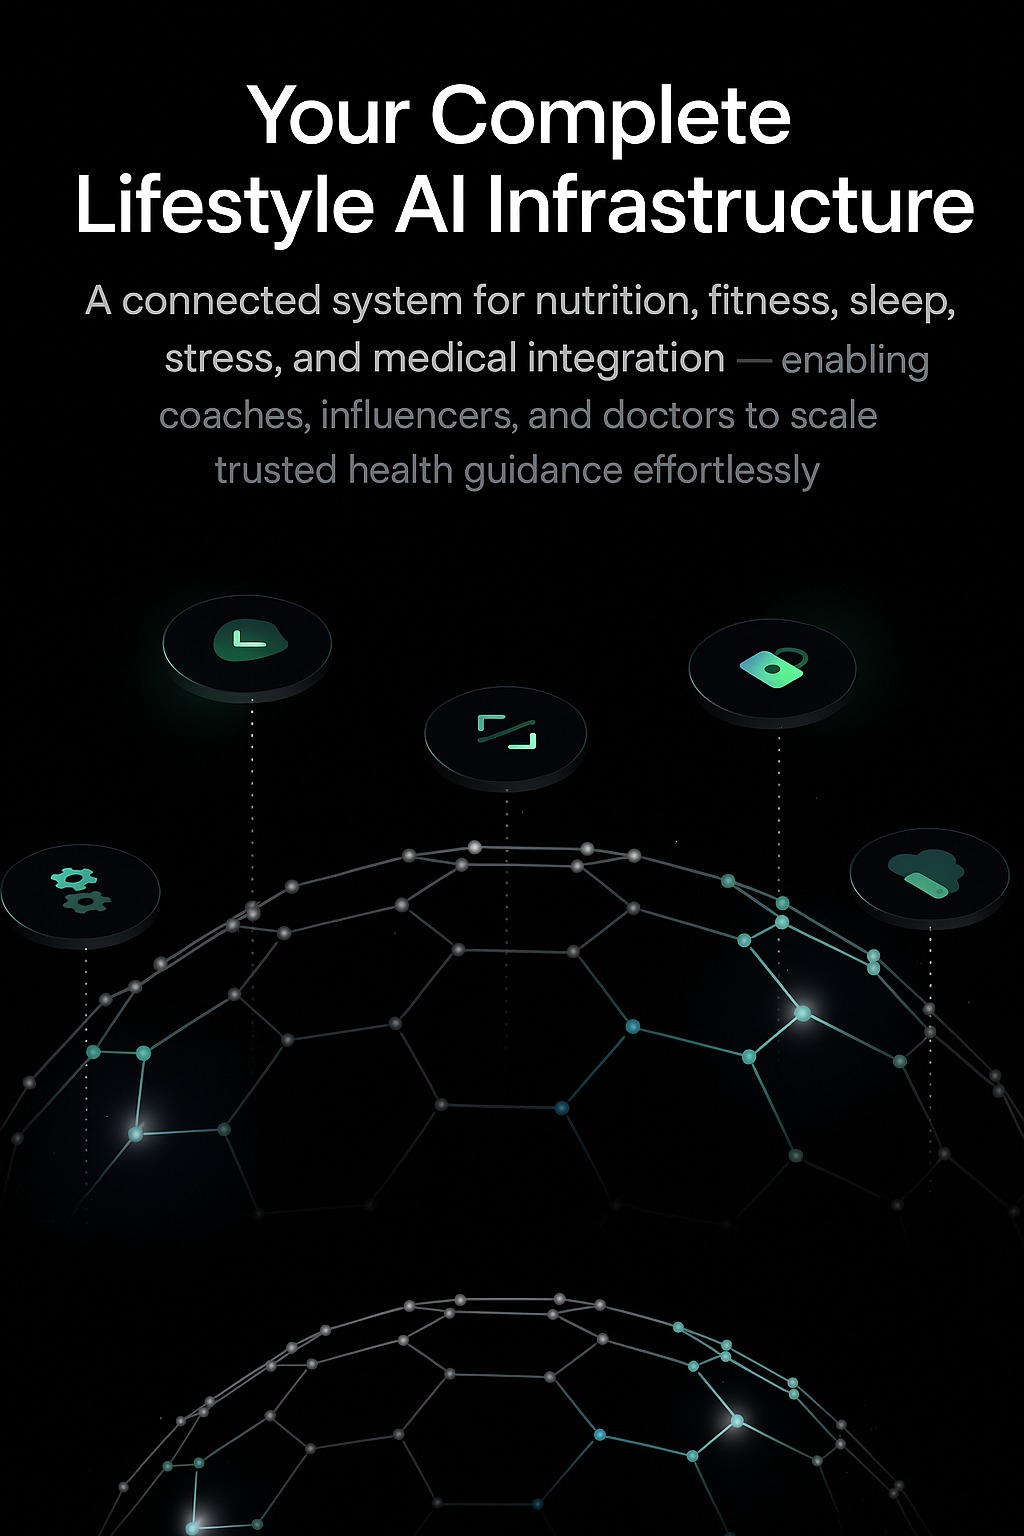 Your Complete
Lifestyle AI Infrastructure
A connected system for nutrition, fitness, sleep,
stress, and medical integration — enabling
coaches, influencers, and doctors to scale
trusted health guidance effortlessly